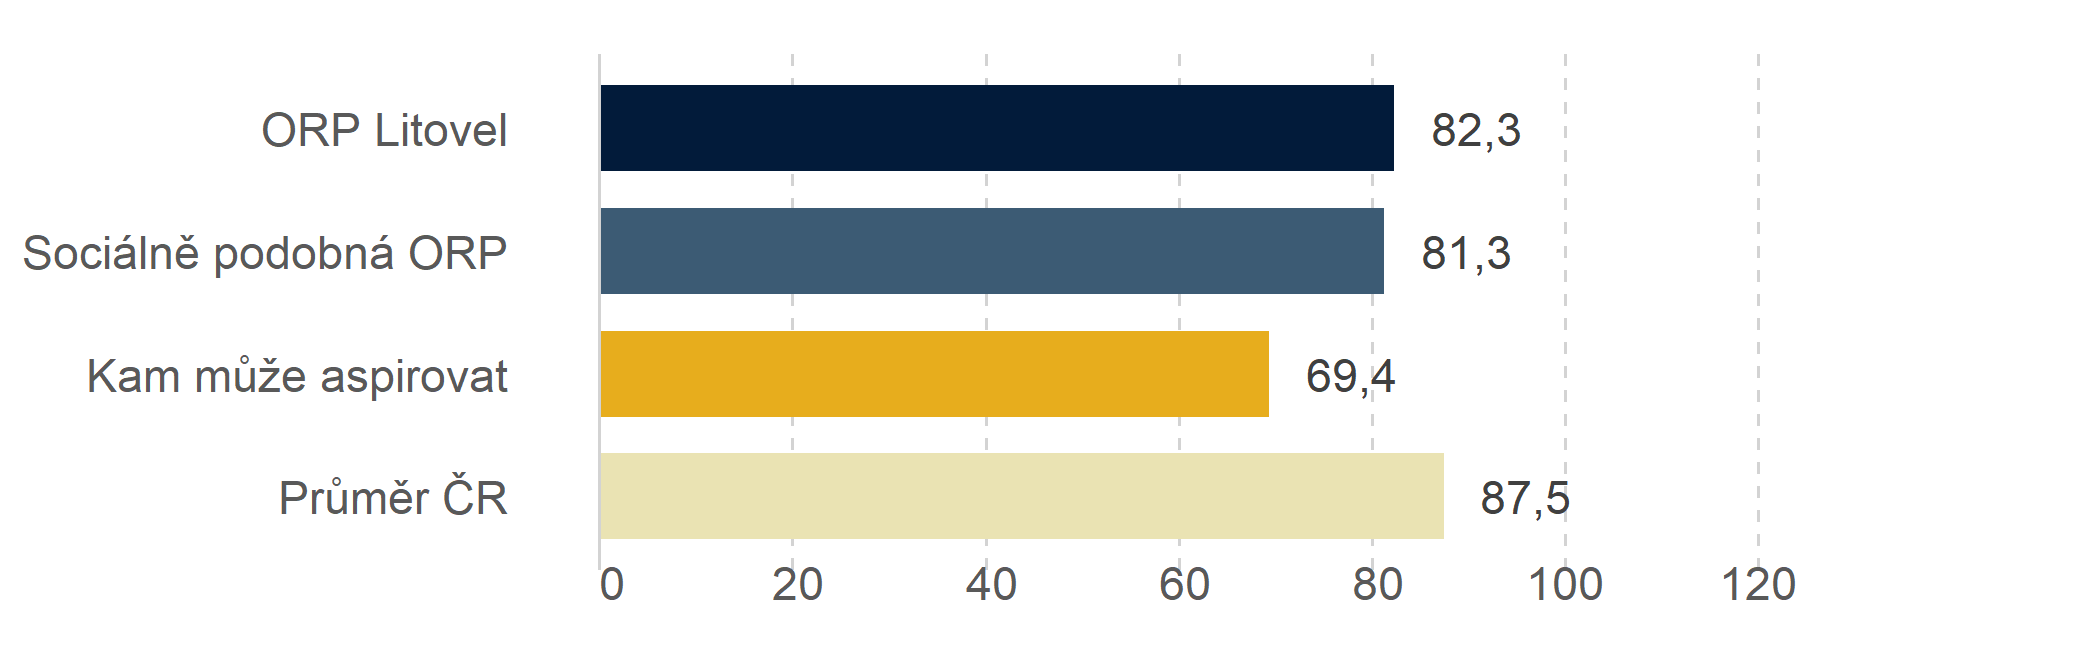 ORP Litovel 82,3
Sociálně podobná ORP 81,3
Kam může aspirovat 69,4
Průměr ČR 87,5
0 20 40 60 80 100 120